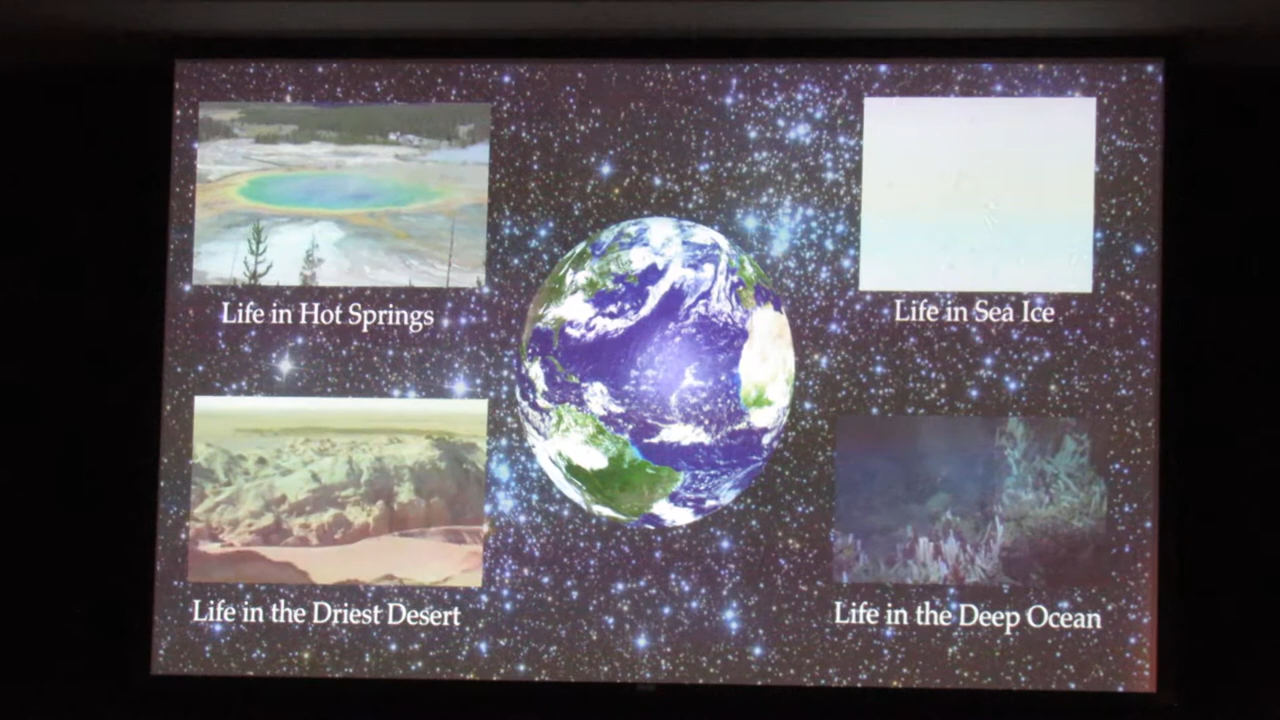 Life in Hot Springs
Life in Sea Ice
Life in the Driest Desert
Life in the Deep Ocean